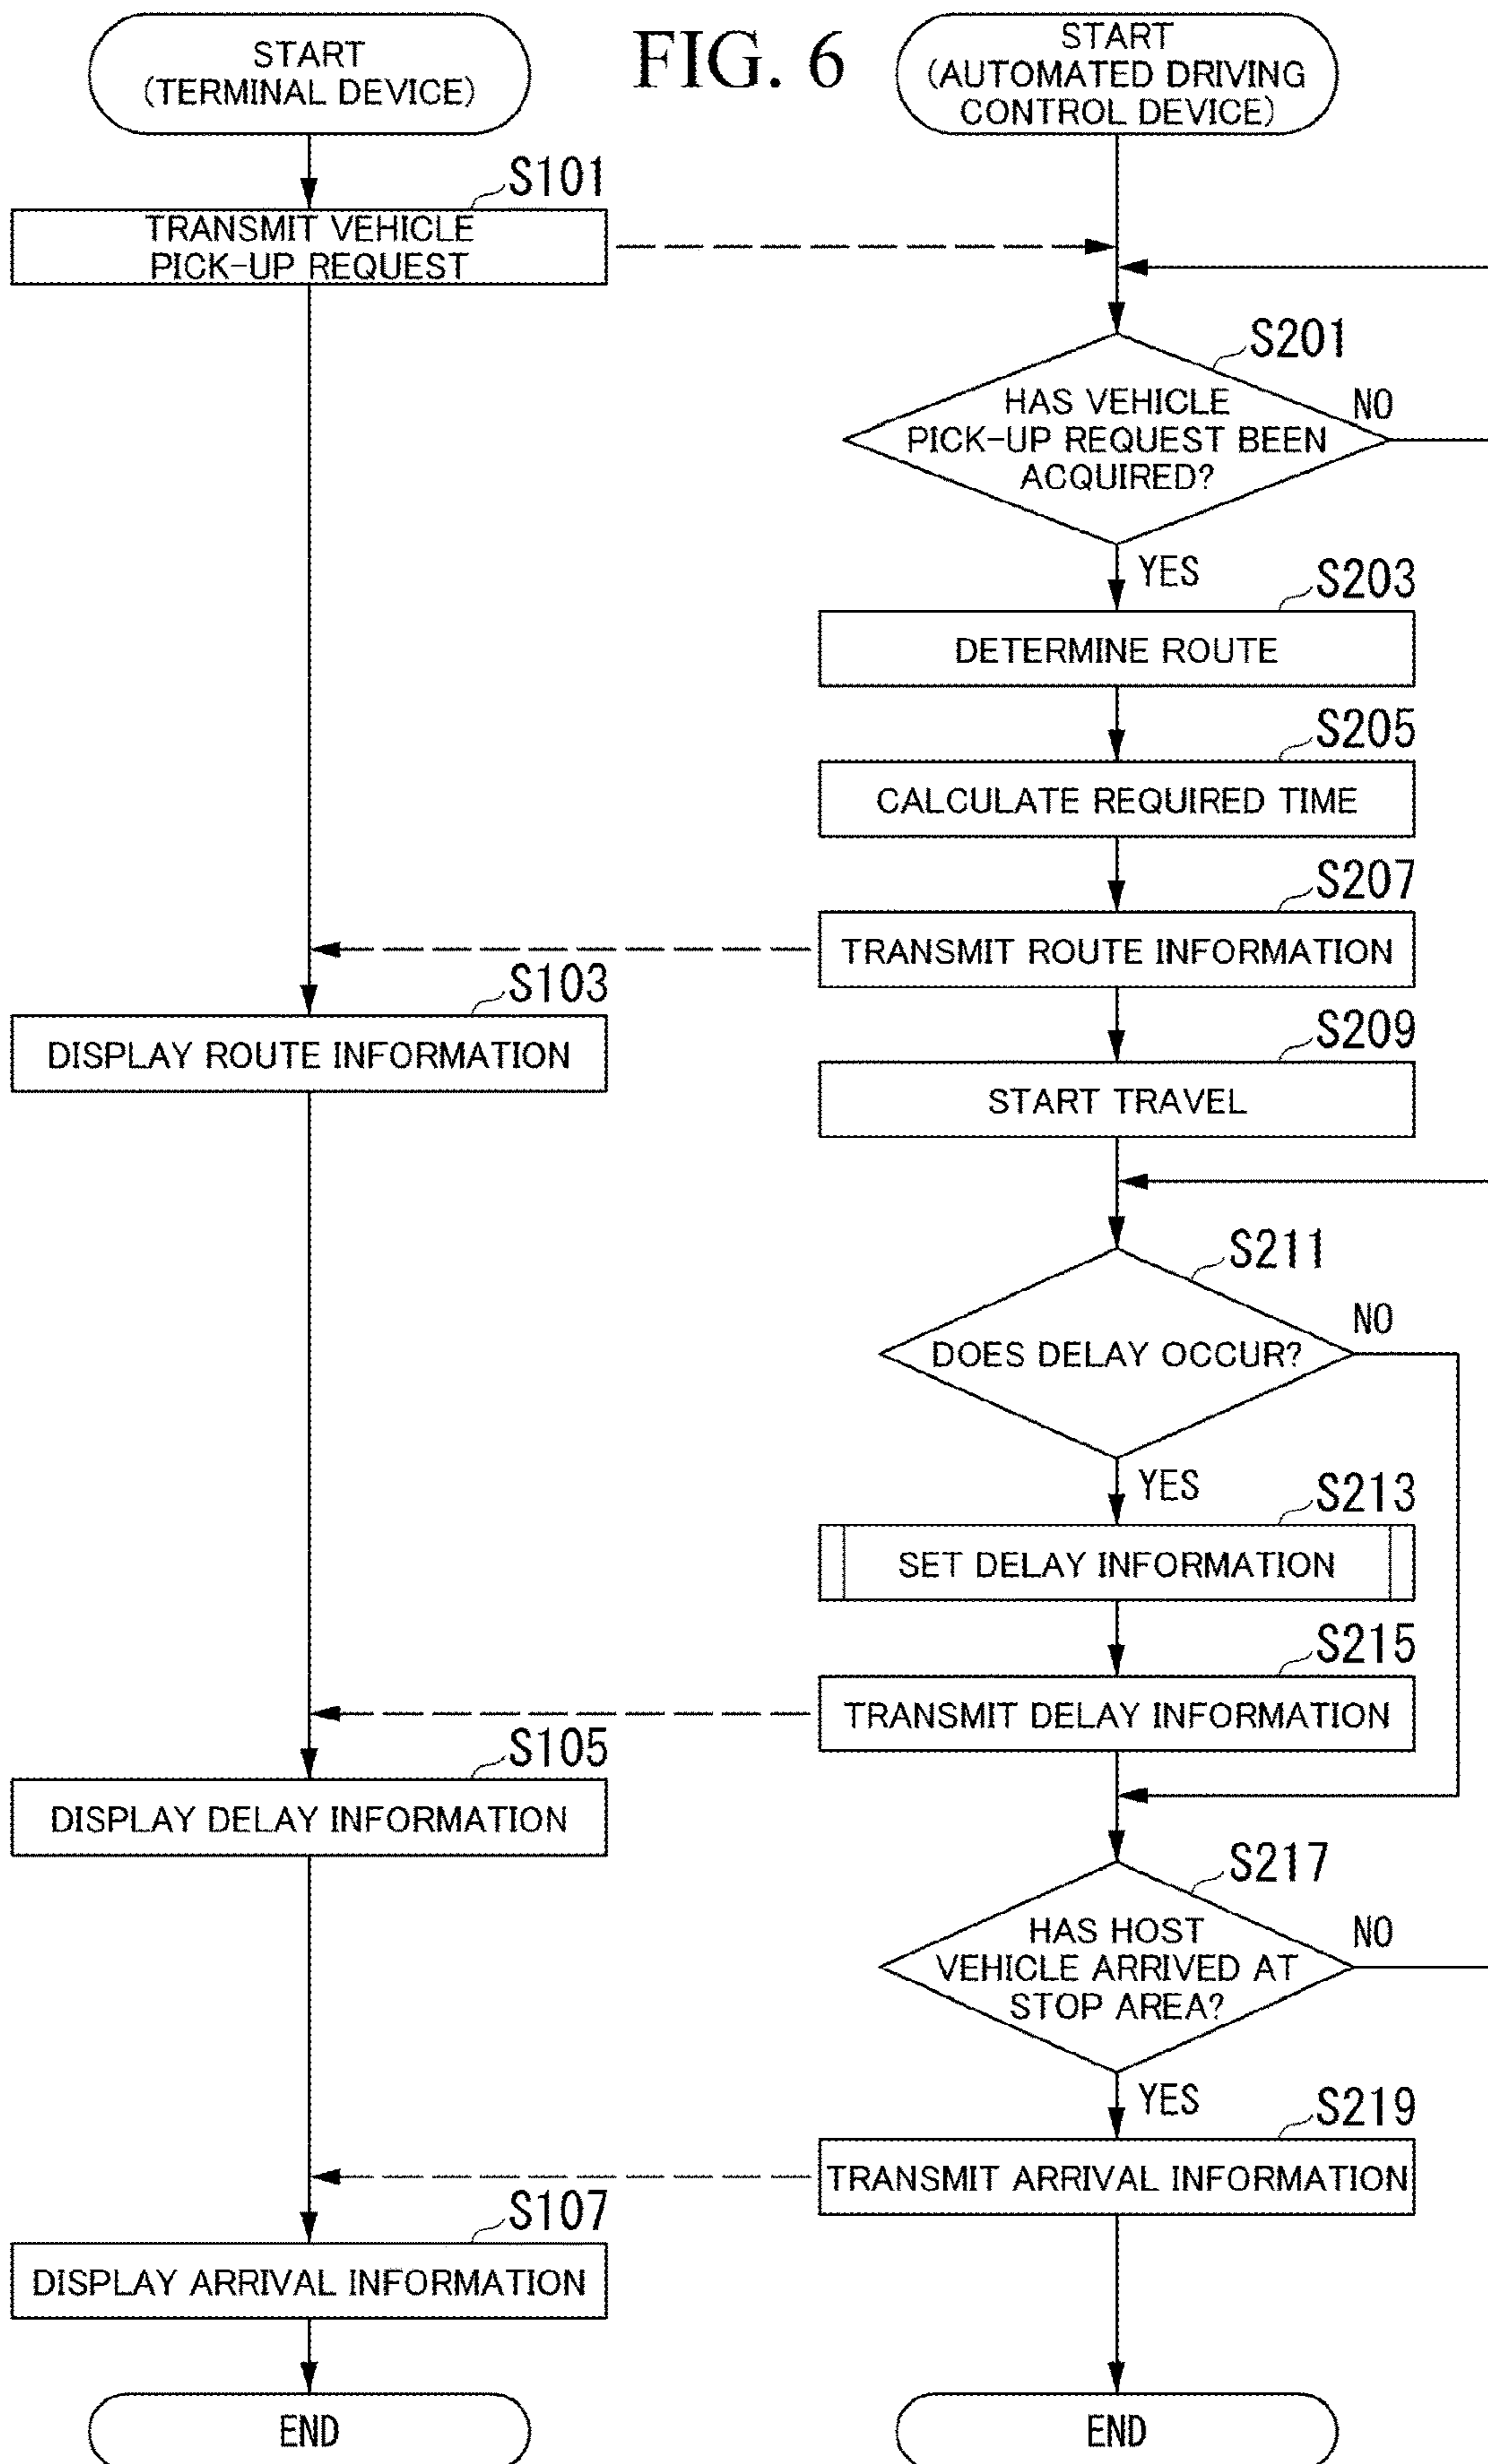 FIG. 6
START
(TERMINAL DEVICE)
S101
TRANSMIT VEHICLE
PICK-UP REQUEST
S103
DISPLAY ROUTE INFORMATION
S105
DISPLAY DELAY INFORMATION
S107
DISPLAY ARRIVAL INFORMATION
END
START
(AUTOMATED DRIVING
CONTROL DEVICE)
S201
HAS VEHICLE
PICK-UP REQUEST BEEN
ACQUIRED?
NO
YES
S203
DETERMINE ROUTE
S205
CALCULATE REQUIRED TIME
S207
TRANSMIT ROUTE INFORMATION
S209
START TRAVEL
S211
DOES DELAY OCCUR?
NO
YES
S213
SET DELAY INFORMATION
S215
TRANSMIT DELAY INFORMATION
S217
HAS HOST
VEHICLE ARRIVED AT
STOP AREA?
NO
YES
S219
TRANSMIT ARRIVAL INFORMATION
END